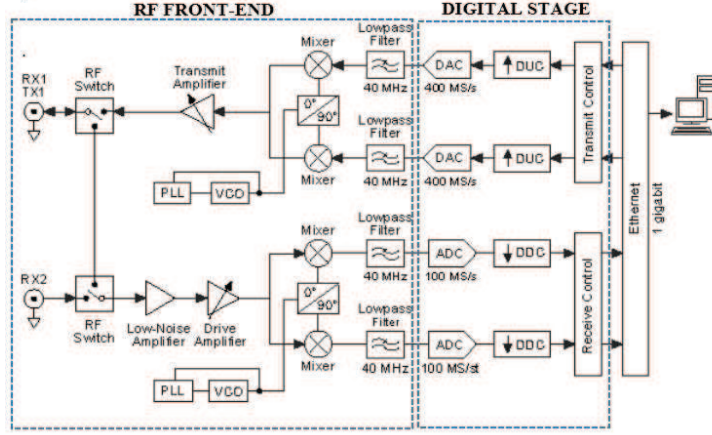 RF FRONT-END
DIGITAL STAGE
RX1
TX1
RF
Switch
Transmit
Amplifier
Mixer
Lowpass
Filter
40 MHz
DAC
400 MS/s
DUC
0°
90°
Mixer
Lowpass
Filter
40 MHz
DAC
400 MS/s
DUC
Transmit Control
PLL
VCO
Ethernet
1 gigabit
RX2
RF
Switch
Low-Noise
Amplifier
Drive
Amplifier
Mixer
Lowpass
Filter
40 MHz
ADC
100 MS/s
DDC
0°
90°
Mixer
Lowpass
Filter
40 MHz
ADC
100 MS/st
DDC
Receive Control
PLL
VCO